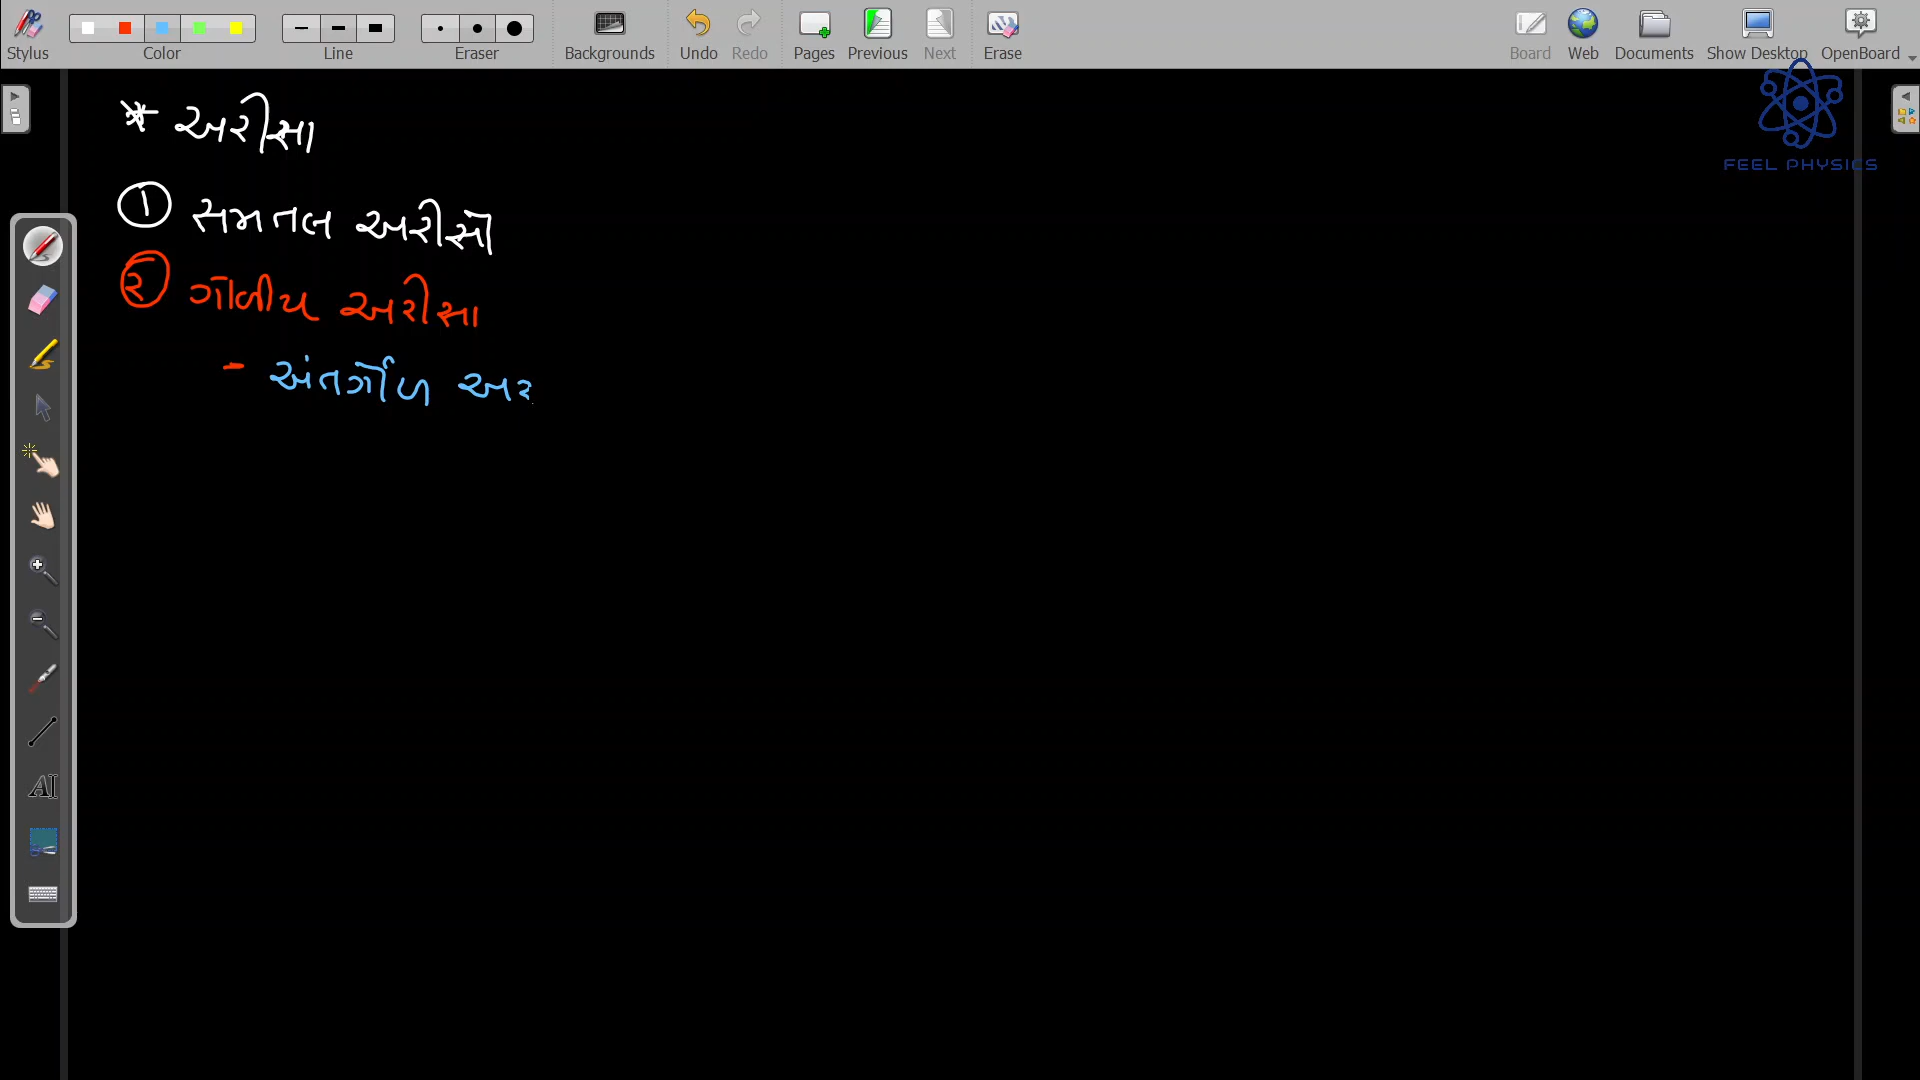 Stylus Color Line Eraser Backgrounds Undo Redo Pages Previous Next Erase Board Web Documents Show Desktop OpenBoard
FEEL PHYSICS
* અરીસા
① સમતલ અરીસો
② ગોળીય અરીસા
- અંતર્ગોળ અર